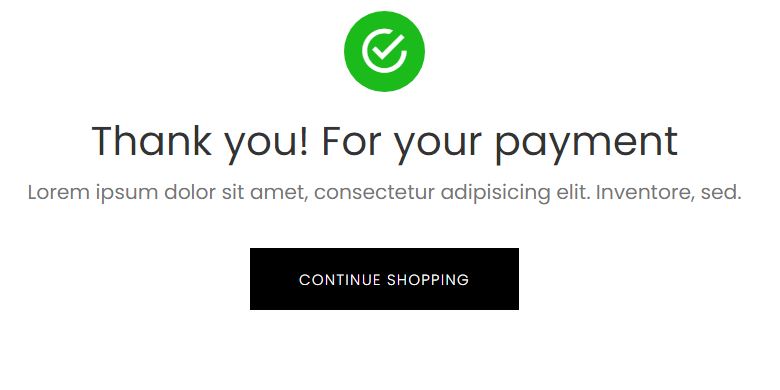 Thank you! For your payment
Lorem ipsum dolor sit amet, consectetur adipisicing elit. Inventore, sed.
CONTINUE SHOPPING